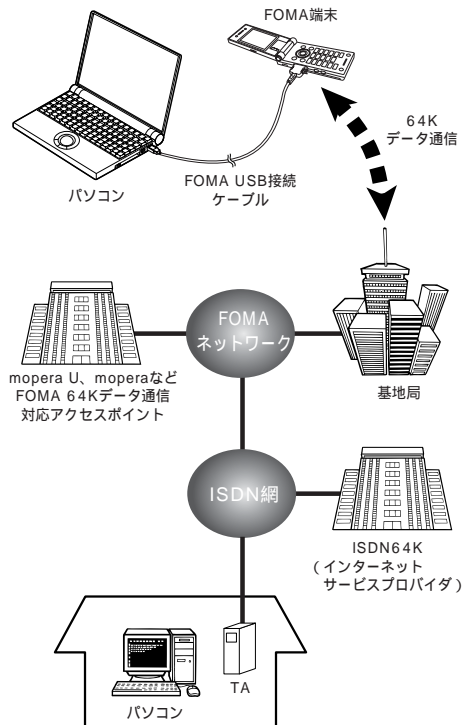 FOMA端末
64K
データ通信
FOMA USB接続
ケーブル
パソコン
FOMA
ネットワーク
mopera U、moperaなど
FOMA 64Kデータ通信
対応アクセスポイント
基地局
ISDN網
ISDN64K
(インターネット
サービスプロバイダ)
TA
パソコン